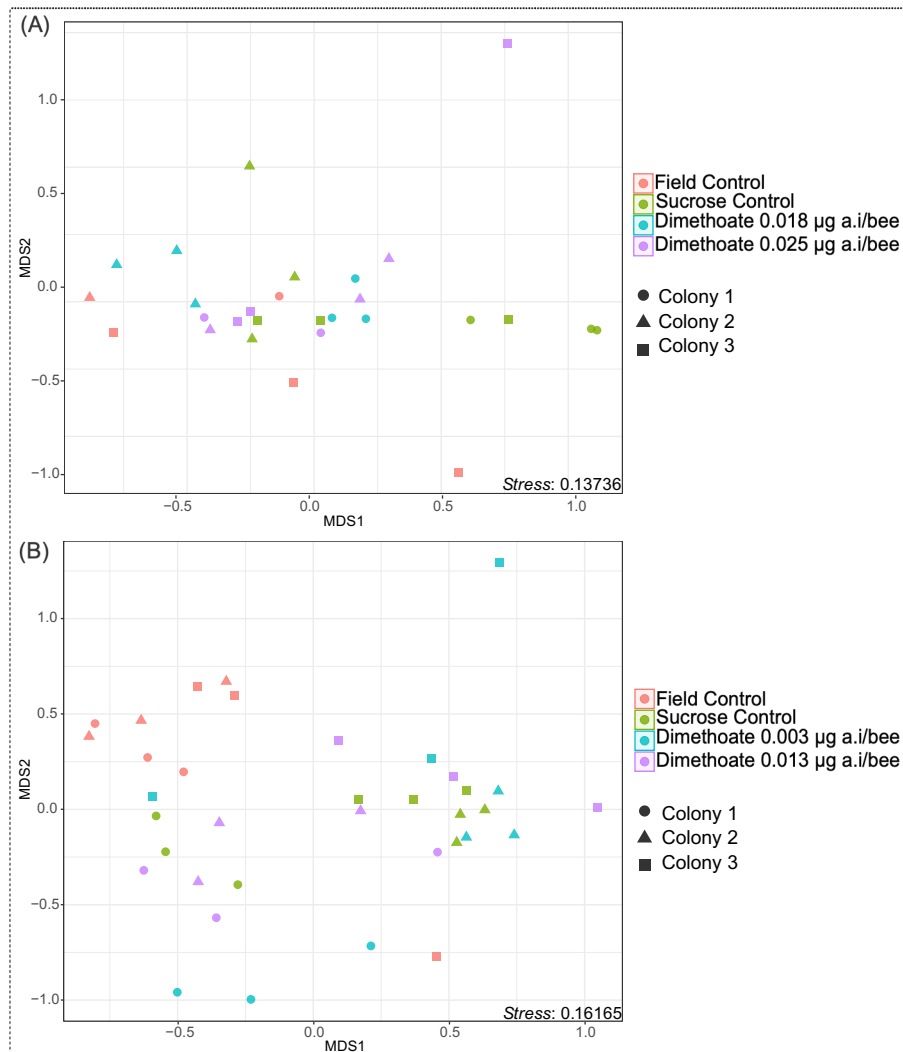 (A)
1.0
0.5
0.0
−0.5
−1.0
MDS2
−0.5
0.0
0.5
1.0
MDS1
Stress: 0.13736
Field Control
Sucrose Control
Dimethoate 0.018 µg a.i/bee
Dimethoate 0.025 µg a.i/bee
Colony 1
Colony 2
Colony 3
(B)
1.0
0.5
0.0
−0.5
−1.0
MDS2
−0.5
0.0
0.5
1.0
MDS1
Stress: 0.16165
Field Control
Sucrose Control
Dimethoate 0.003 µg a.i/bee
Dimethoate 0.013 µg a.i/bee
Colony 1
Colony 2
Colony 3